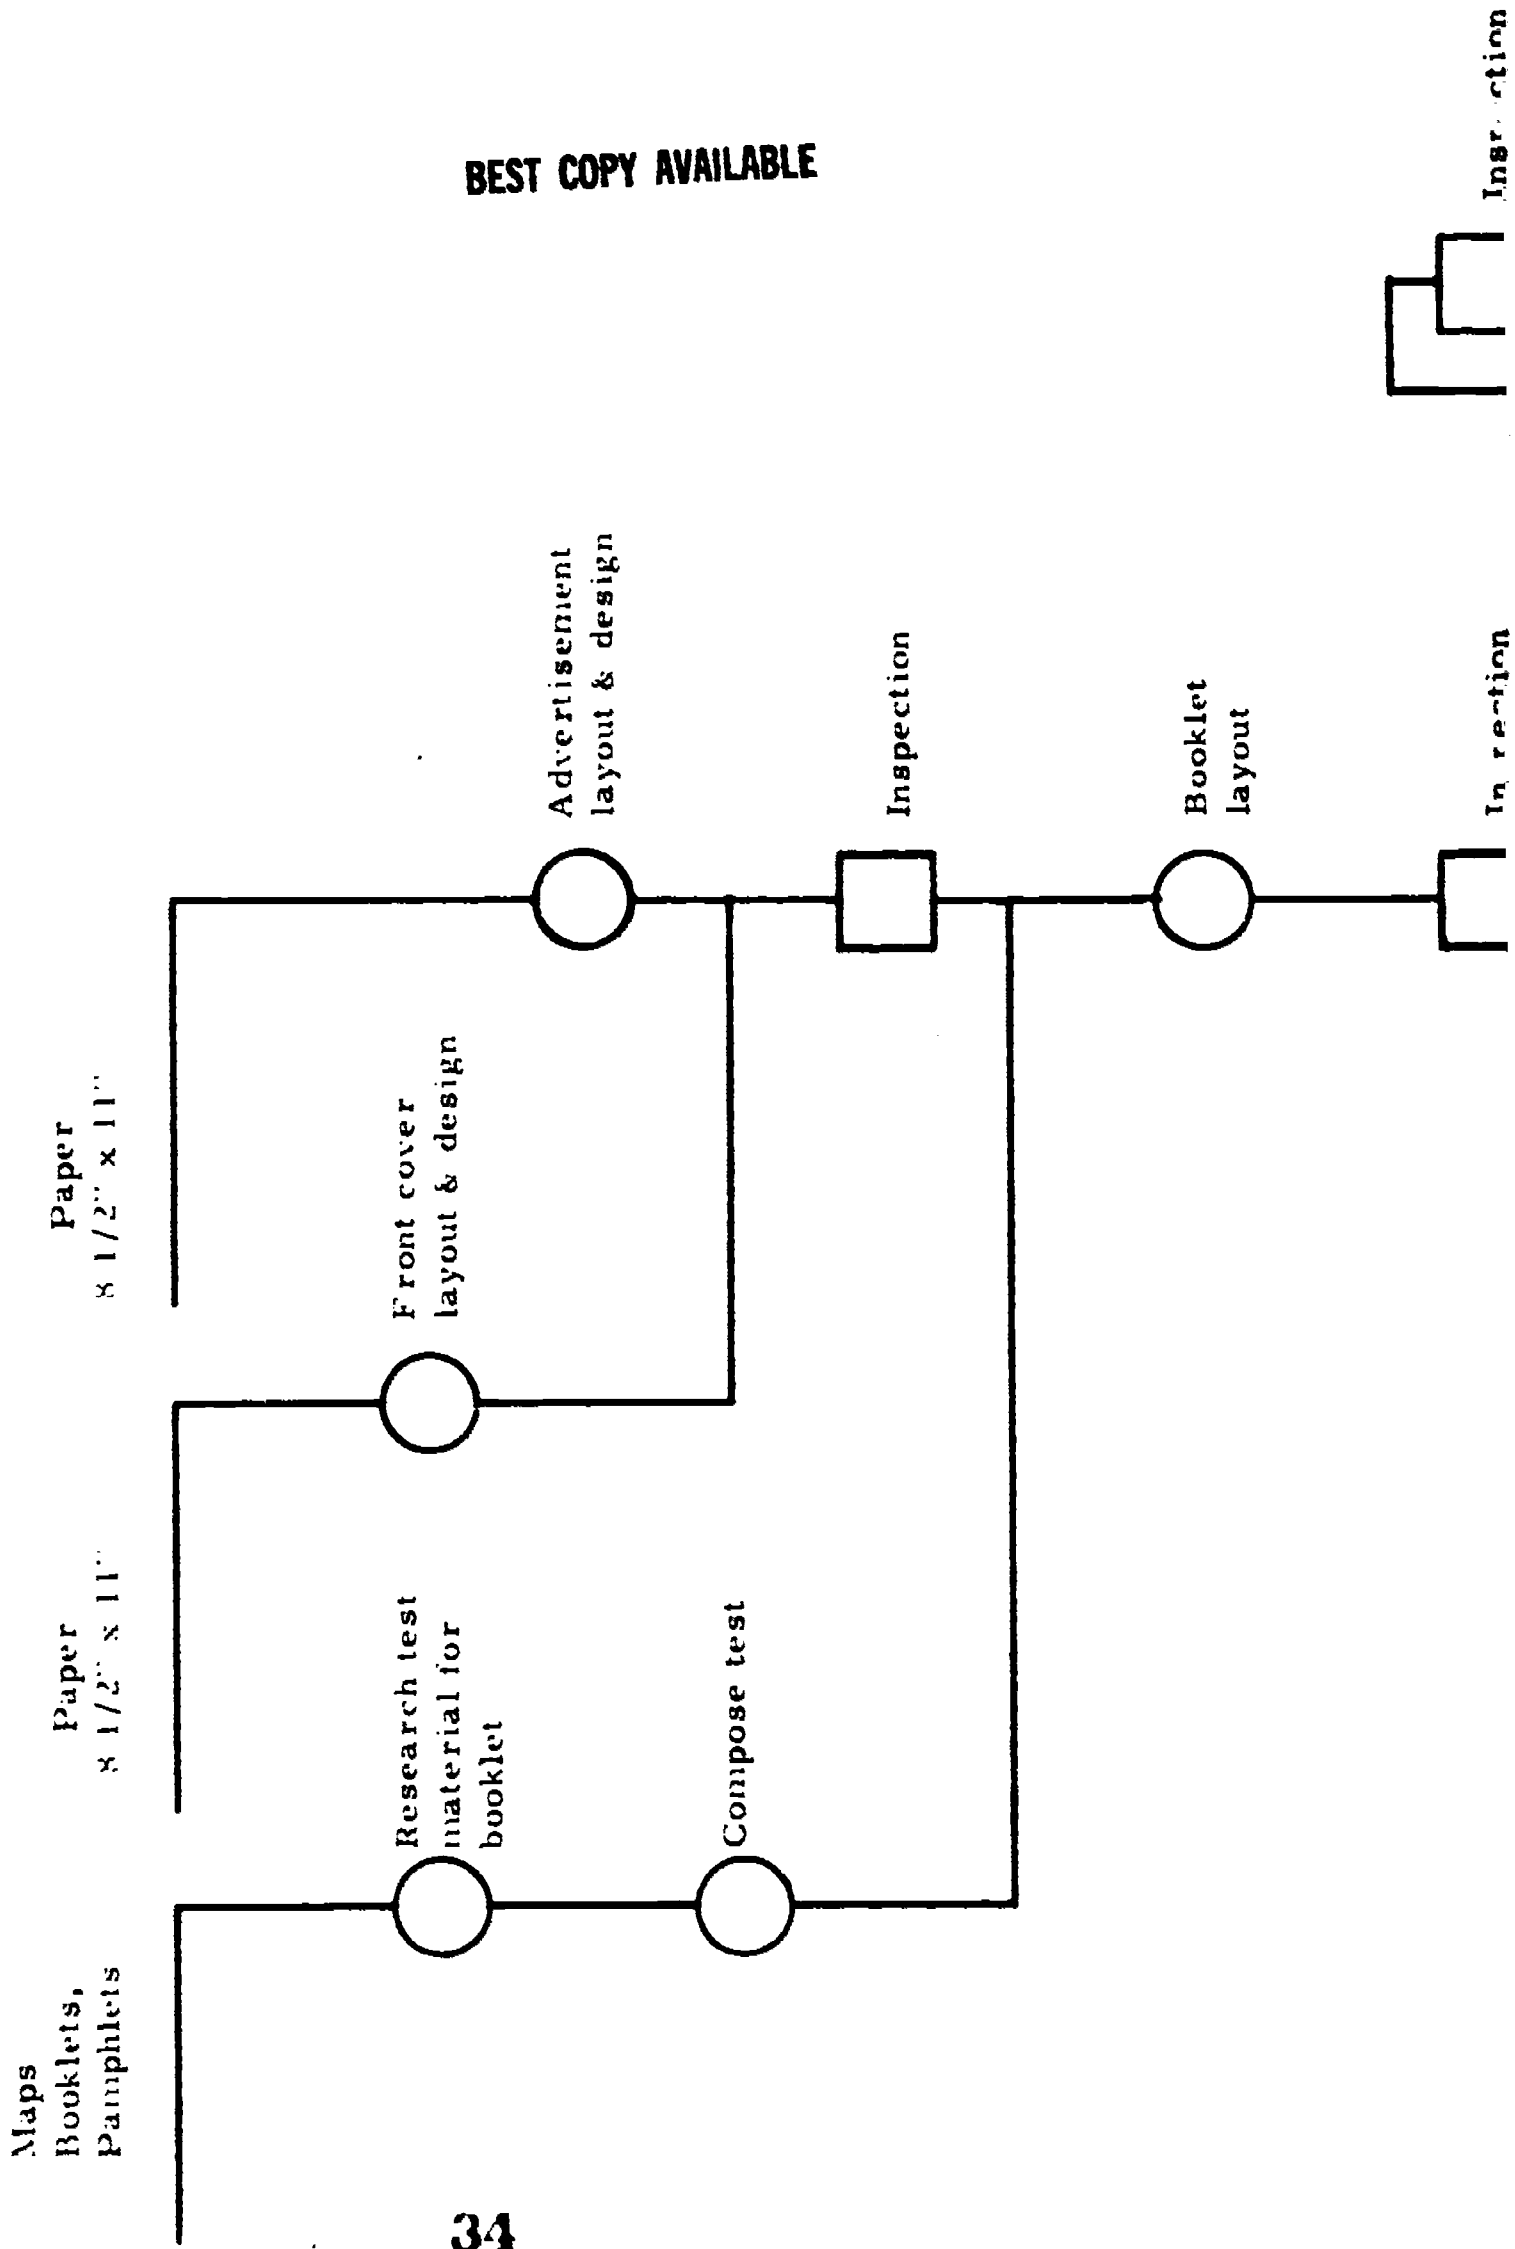 BEST COPY AVAILABLE
Maps
Booklets,
Pamphlets
Paper
8 1/2" x 11"
Paper
8 1/2" x 11"
Research test
material for
booklet
Compose test
Front cover
layout & design
Advertisement
layout & design
Inspection
Booklet
layout
34